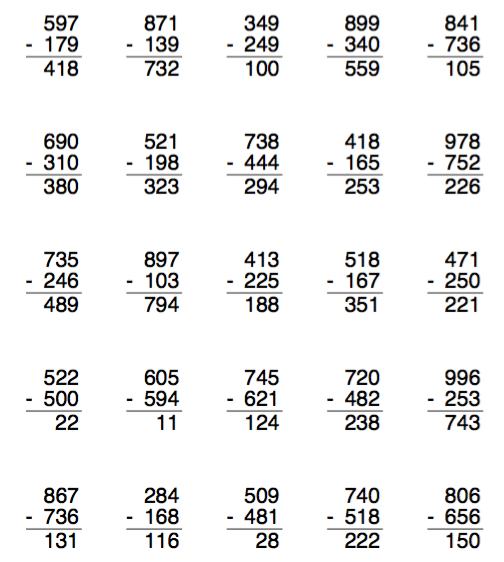 597 871 349 899 841
- 179 - 139 - 249 - 340 - 736
418 732 100 559 105
690 521 738 418 978
- 310 - 198 - 444 - 165 - 752
380 323 294 253 226
735 897 413 518 471
- 246 - 103 - 225 - 167 - 250
489 794 188 351 221
522 605 745 720 996
- 500 - 594 - 621 - 482 - 253
22 11 124 238 743
867 284 509 740 806
- 736 - 168 - 481 - 518 - 656
131 116 28 222 150